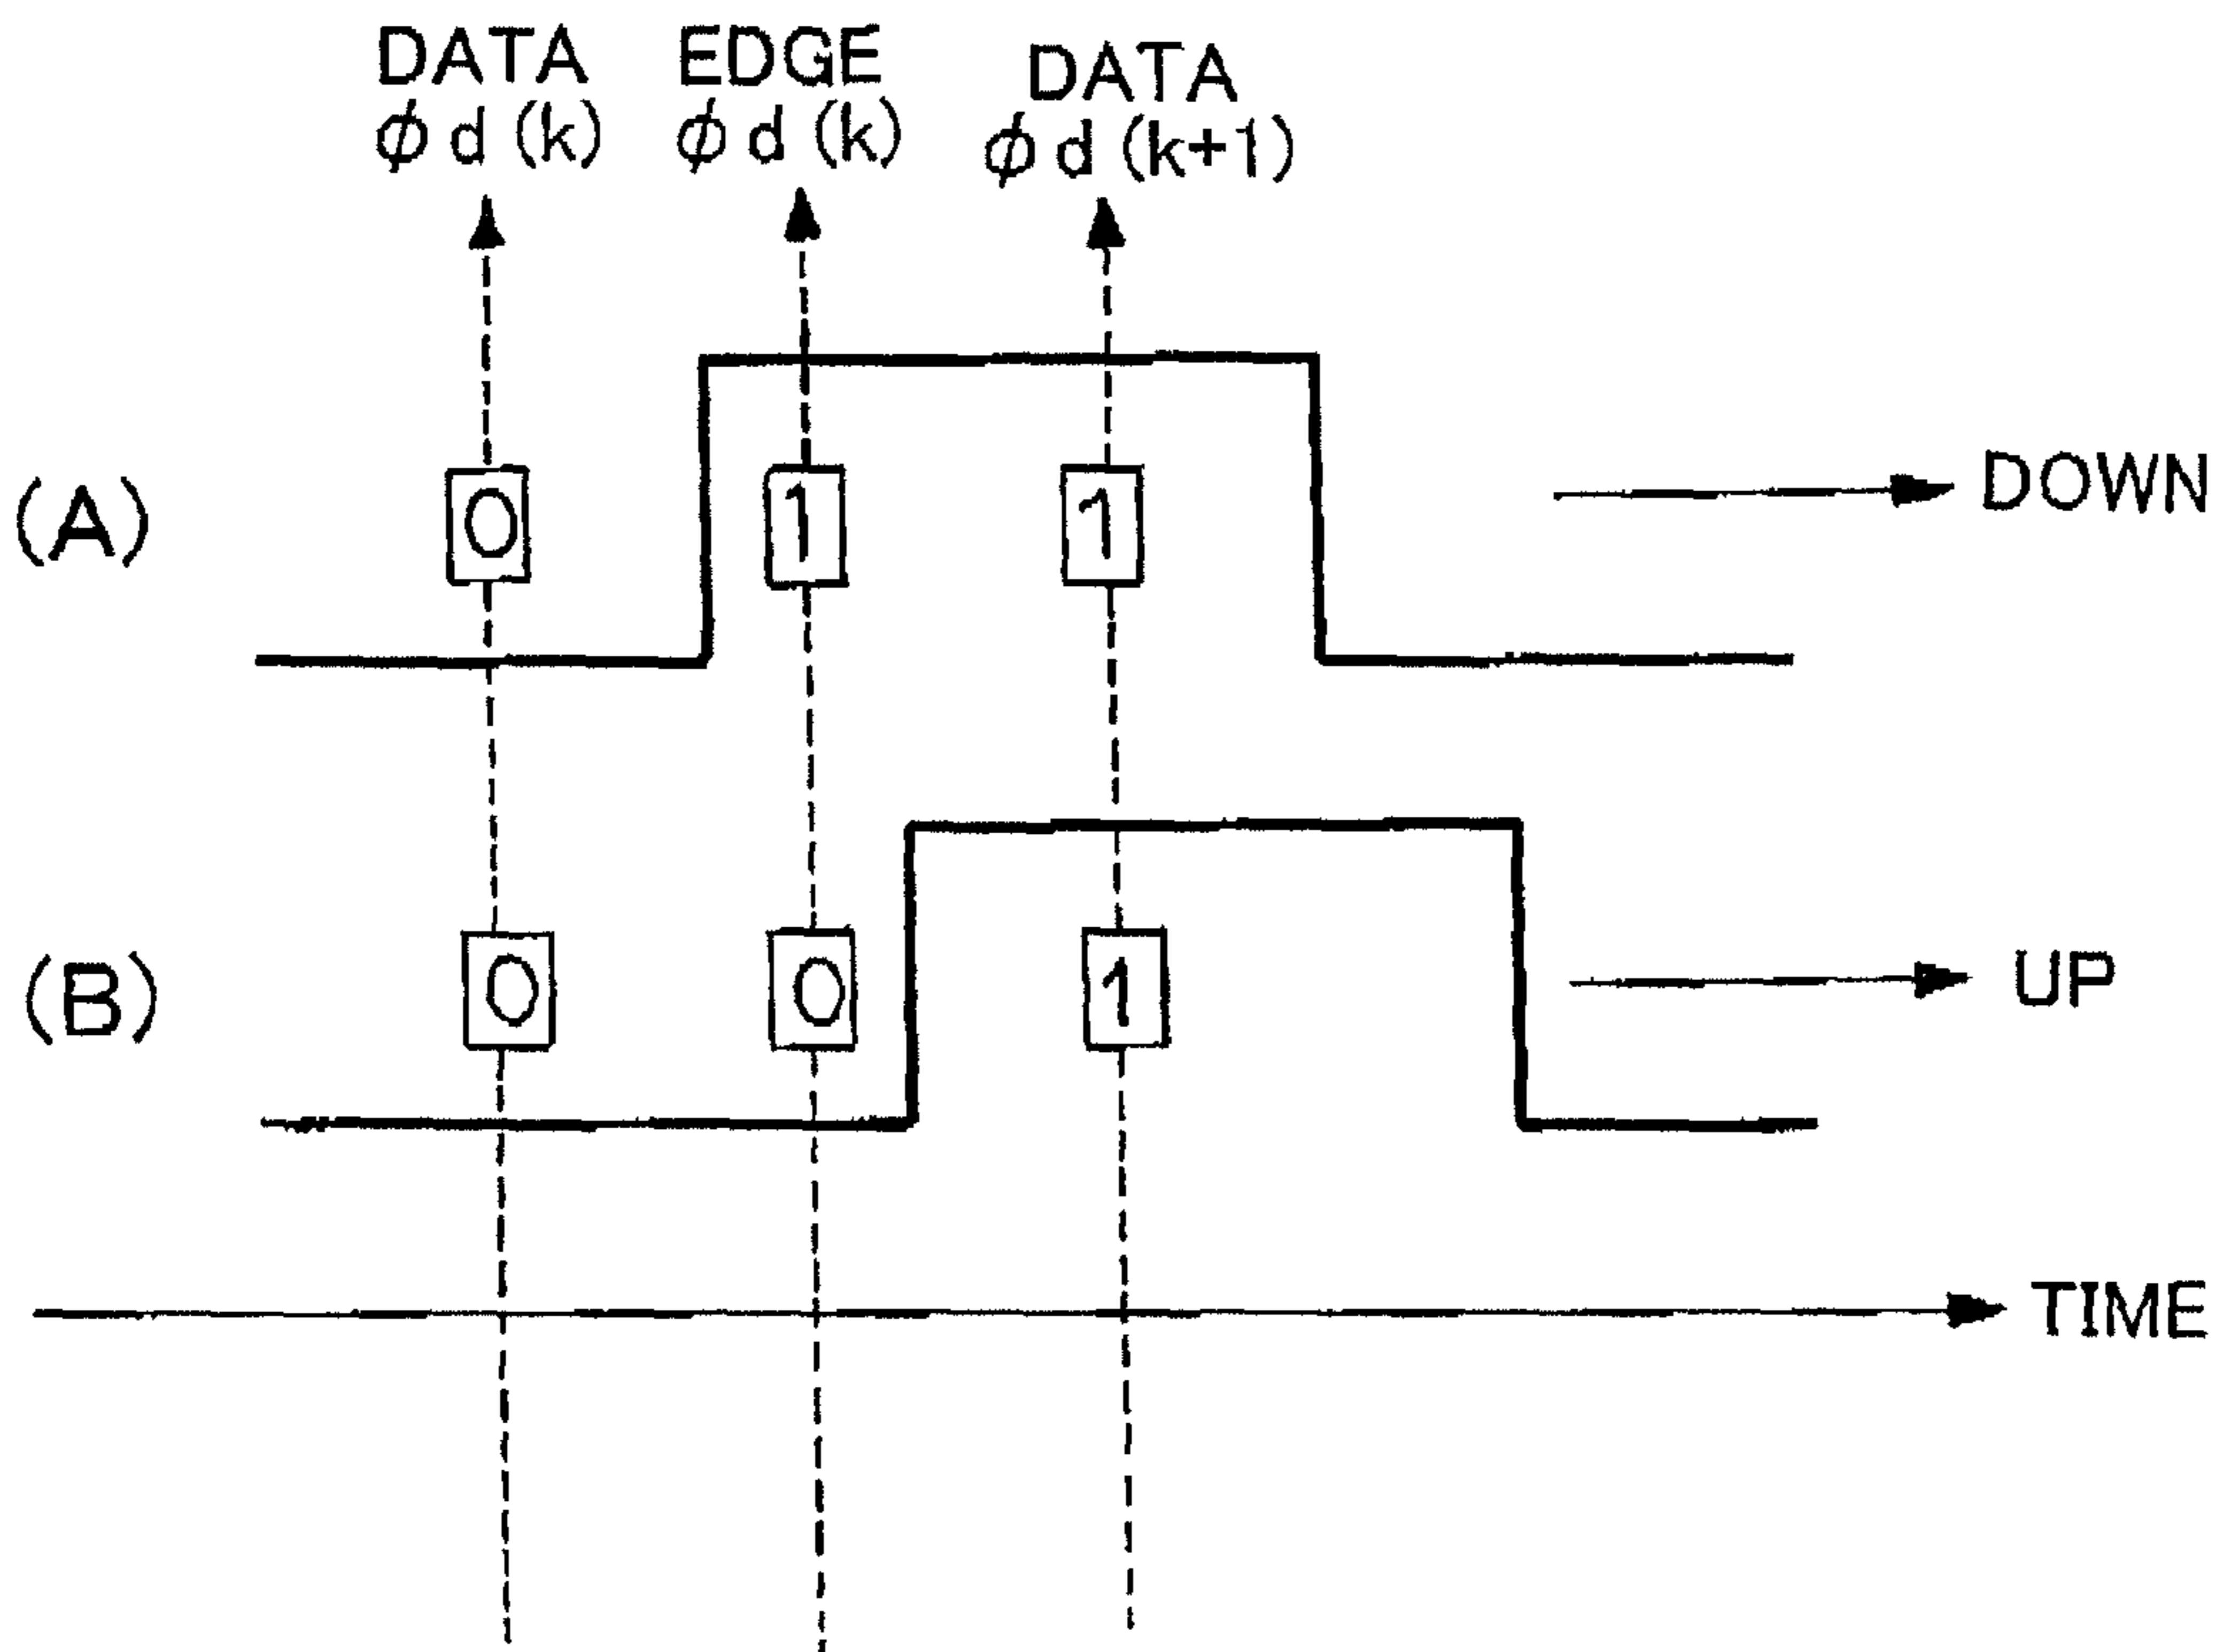 DATA EDGE DATA
ϕd(k) ϕd(k) ϕd(k+1)
(A) 0 1 1 DOWN
(B) 0 0 1 UP
TIME